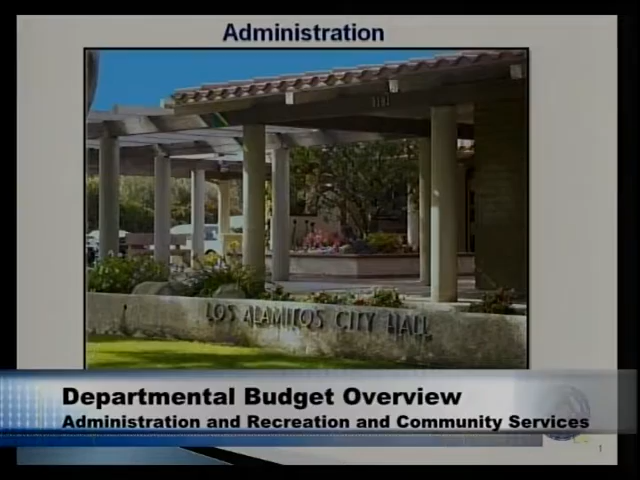 Administration
LOS ALAMITOS CITY HALL
Departmental Budget Overview
Administration and Recreation and Community Services
1